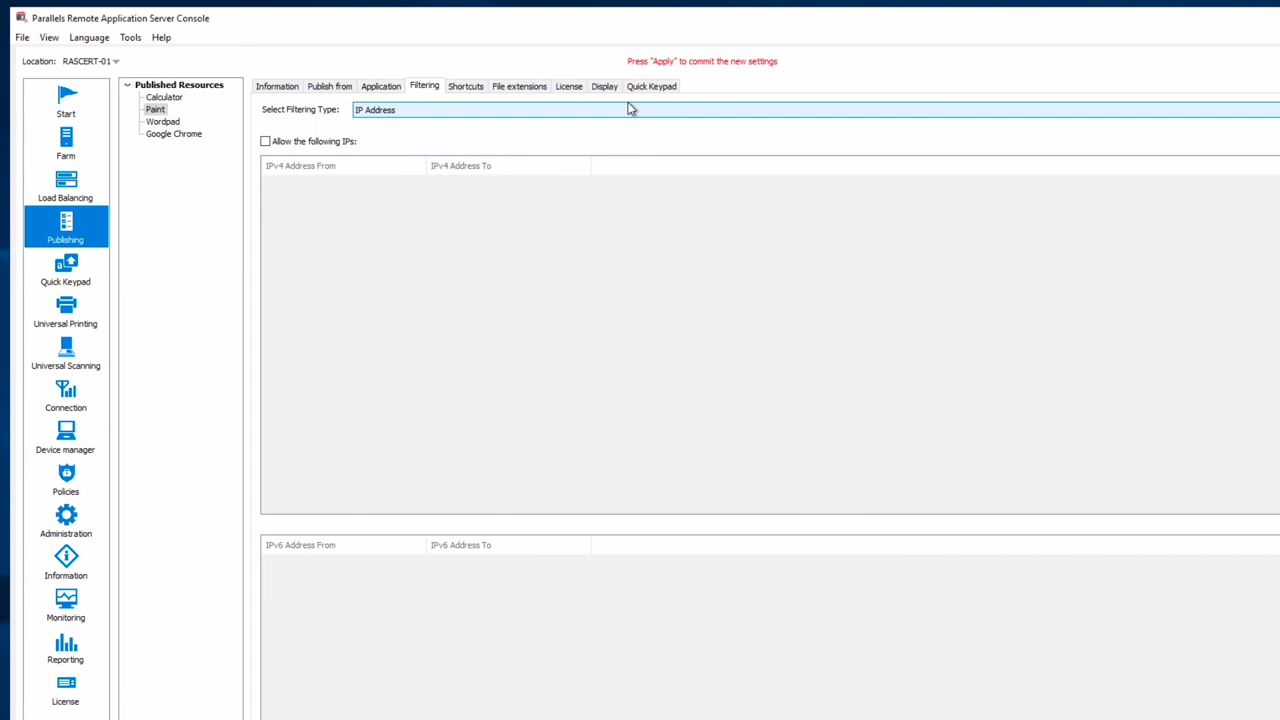 Parallels Remote Application Server Console
File View Language Tools Help
Location: RASCERT-01
Press "Apply" to commit the new settings
Start
Farm
Load Balancing
Publishing
Quick Keypad
Universal Printing
Universal Scanning
Connection
Device manager
Policies
Administration
Information
Monitoring
Reporting
License
Published Resources
Calculator
Paint
Wordpad
Google Chrome
Information Publish from Application Filtering Shortcuts File extensions License Display Quick Keypad
Select Filtering Type: IP Address
Allow the following IPs:
IPv4 Address From IPv4 Address To
IPv6 Address From IPv6 Address To